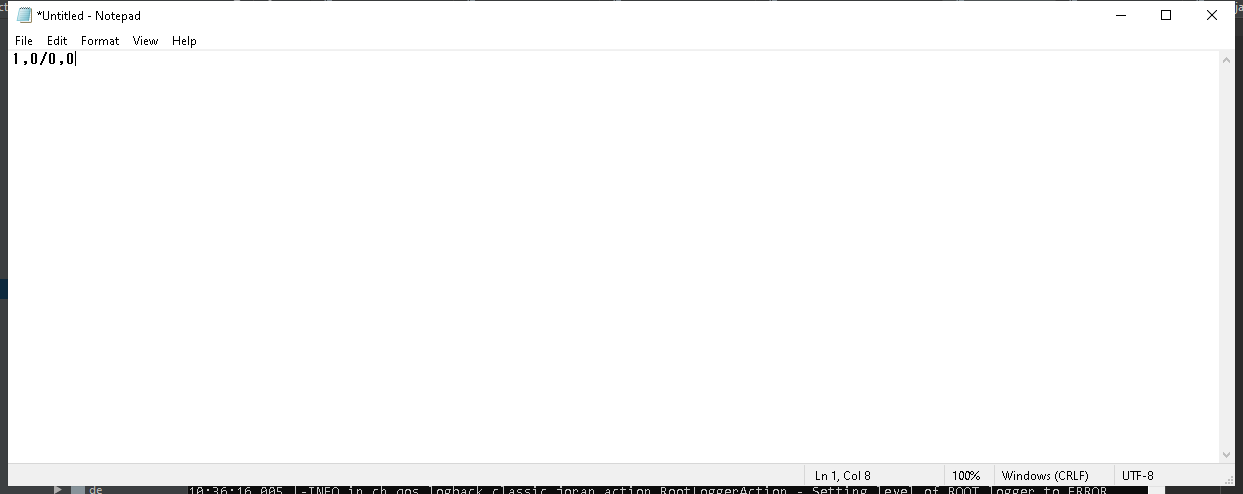 *Untitled - Notepad
File Edit Format View Help
1,0/0,0
Ln 1, Col 8 100% Windows (CRLF) UTF-8
de 10:36:16,005 |-INFO in ch.qos.logback.classic.joran.action.RootLoggerAction - Setting level of ROOT logger to ERROR